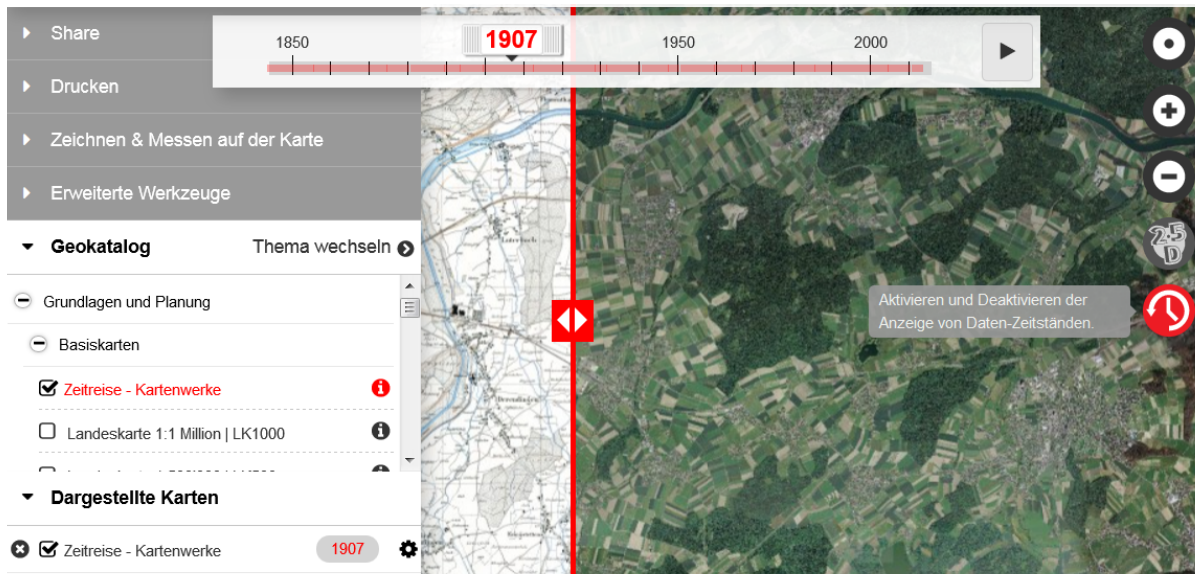 Share
1850
1907
1950
2000
Drucken
Zeichnen & Messen auf der Karte
Erweiterte Werkzeuge
Geokatalog
Thema wechseln
2.5
D
Grundlagen und Planung
Aktivieren und Deaktivieren der
Anzeige von Daten-Zeitständen.
Basiskarten
Zeitreise - Kartenwerke
Landeskarte 1:1 Million | LK1000
Dargestellte Karten
Zeitreise - Kartenwerke
1907